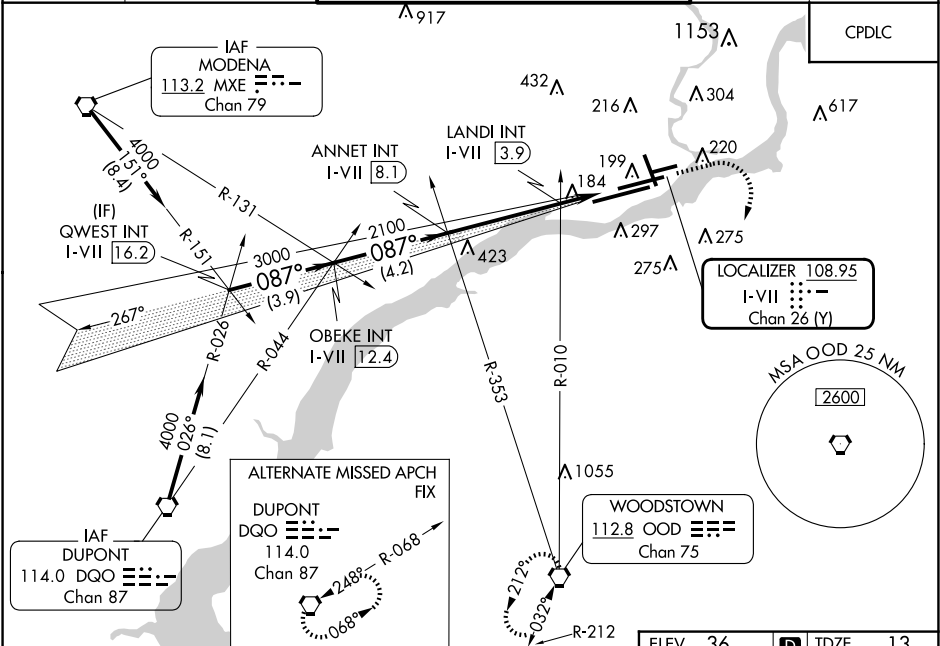 917
1153
CPDLC
IAF
MODENA
113.2 MXE
Chan 79
432
216
304
617
LANDI INT
I-VII 3.9
ANNET INT
I-VII 8.1
199
220
184
4000
151°
(8.4)
R-131
(IF)
QWEST INT
I-VII 16.2
R-151
3000
2100
087°
087°
(3.9)
(4.2)
423
297
275
275
LOCALIZER 108.95
I-VII
Chan 26 (Y)
267°
R-026
R-044
OBEKE INT
I-VII 12.4
R-353
R-010
MSA OOD 25 NM
2600
4000
026°
(8.1)
1055
ALTERNATE MISSED APCH
FIX
DUPONT
DQO
114.0
Chan 87
R-068
248°
068°
WOODSTOWN
112.8 OOD
Chan 75
IAF
DUPONT
114.0 DQO
Chan 87
212°
032°
R-212
ELEV 36
D
TDZE 13